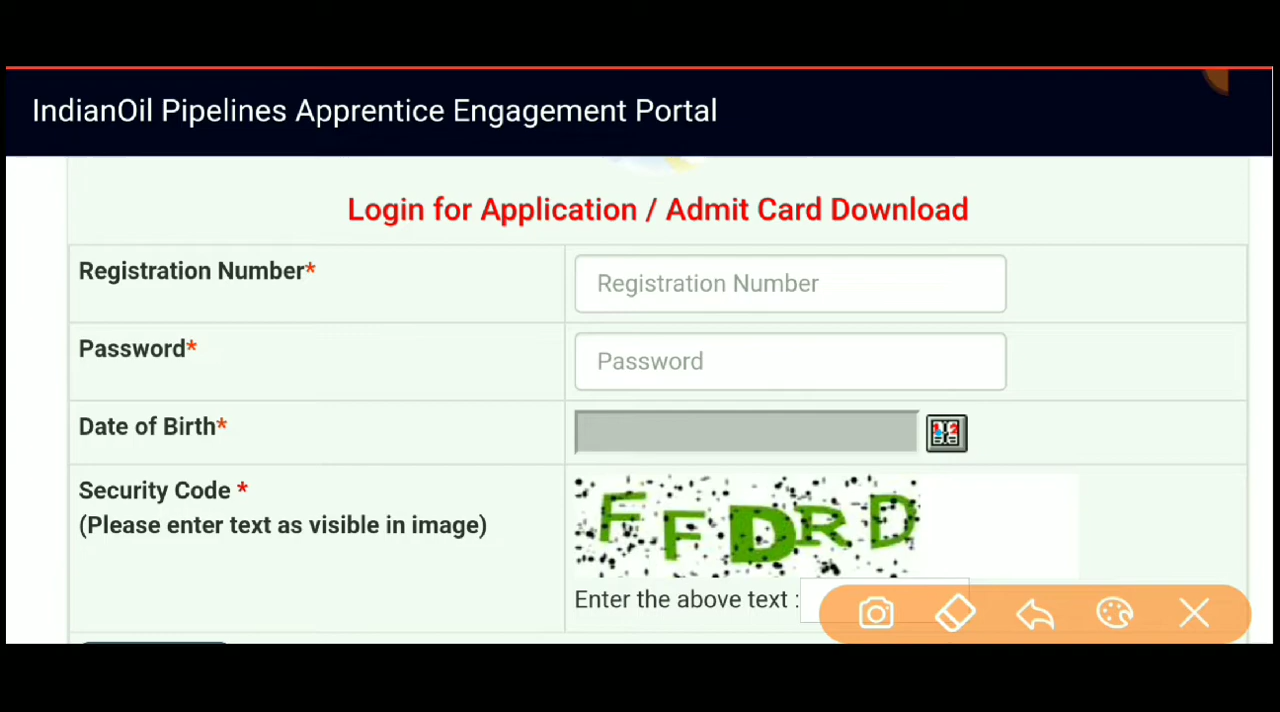 IndianOil Pipelines Apprentice Engagement Portal
Login for Application / Admit Card Download
Registration Number*
Registration Number
Password*
Password
Date of Birth*
Security Code *
(Please enter text as visible in image)
FFDRD
Enter the above text :